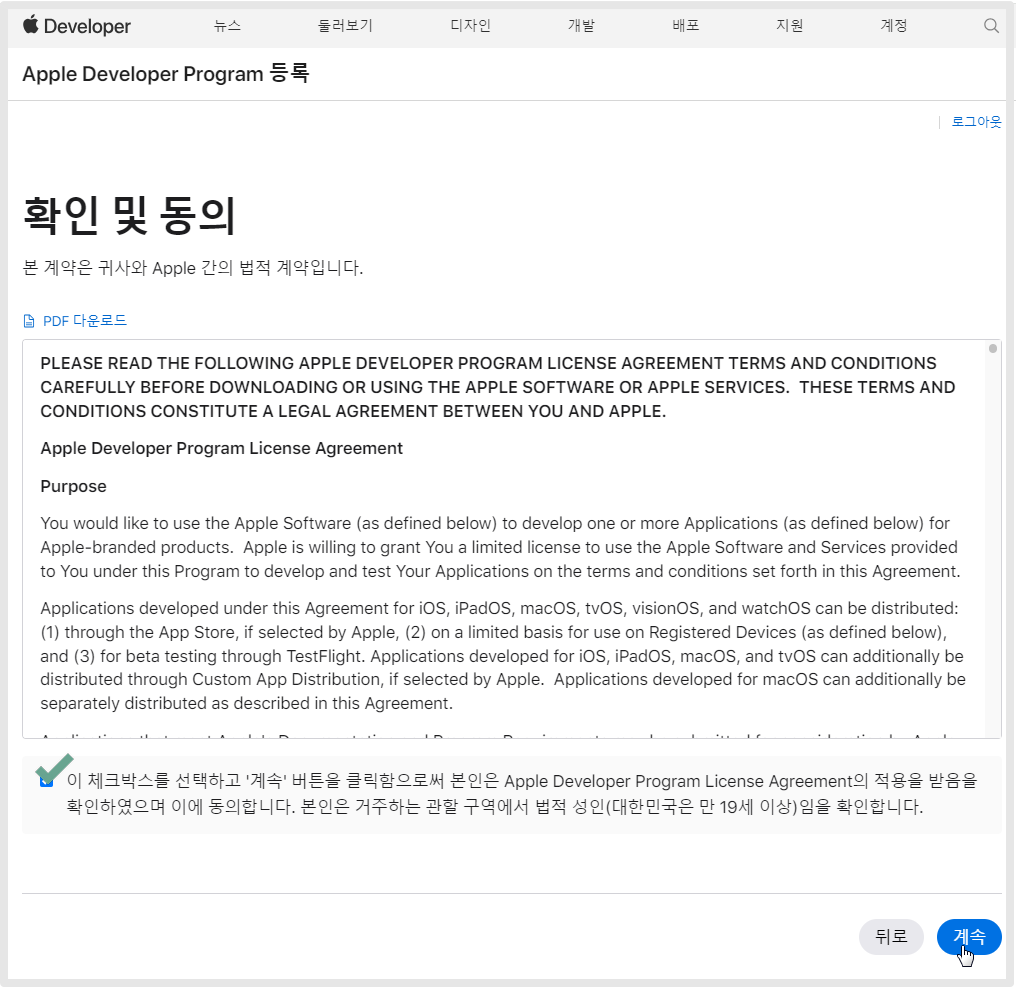 Developer 뉴스 둘러보기 디자인 개발 배포 지원 계정
Apple Developer Program 등록
로그아웃
확인 및 동의
본 계약은 귀사와 Apple 간의 법적 계약입니다.
PDF 다운로드
PLEASE READ THE FOLLOWING APPLE DEVELOPER PROGRAM LICENSE AGREEMENT TERMS AND CONDITIONS
CAREFULLY BEFORE DOWNLOADING OR USING THE APPLE SOFTWARE OR APPLE SERVICES.  THESE TERMS AND
CONDITIONS CONSTITUTE A LEGAL AGREEMENT BETWEEN YOU AND APPLE.
Apple Developer Program License Agreement
Purpose
You would like to use the Apple Software (as defined below) to develop one or more Applications (as defined below) for
Apple-branded products.  Apple is willing to grant You a limited license to use the Apple Software and Services provided
to You under this Program to develop and test Your Applications on the terms and conditions set forth in this Agreement.
Applications developed under this Agreement for iOS, iPadOS, macOS, tvOS, visionOS, and watchOS can be distributed:
(1) through the App Store, if selected by Apple, (2) on a limited basis for use on Registered Devices (as defined below),
and (3) for beta testing through TestFlight. Applications developed for iOS, iPadOS, macOS, and tvOS can additionally be
distributed through Custom App Distribution, if selected by Apple.  Applications developed for macOS can additionally be
separately distributed as described in this Agreement.
이 체크박스를 선택하고 '계속' 버튼을 클릭함으로써 본인은 Apple Developer Program License Agreement의 적용을 받음을
확인하였으며 이에 동의합니다. 본인은 거주하는 관할 구역에서 법적 성인(대한민국은 만 19세 이상)임을 확인합니다.
뒤로 계속